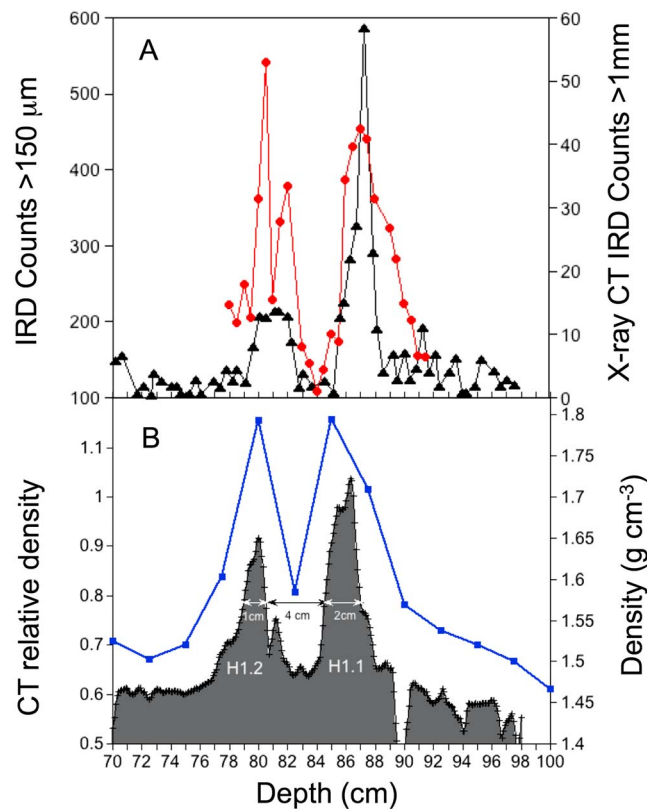 A
IRD Counts >150 μm
600
500
400
300
200
100
X-ray CT IRD Counts >1mm
60
50
40
30
20
10
0
B
CT relative density
1.1
1
0.9
0.8
0.7
0.6
0.5
Density (g cm-3)
1.8
1.75
1.7
1.65
1.6
1.55
1.5
1.45
1.4
1cm 4 cm 2cm
H1.2 H1.1
70 72 74 76 78 80 82 84 86 88 90 92 94 96 98 100
Depth (cm)